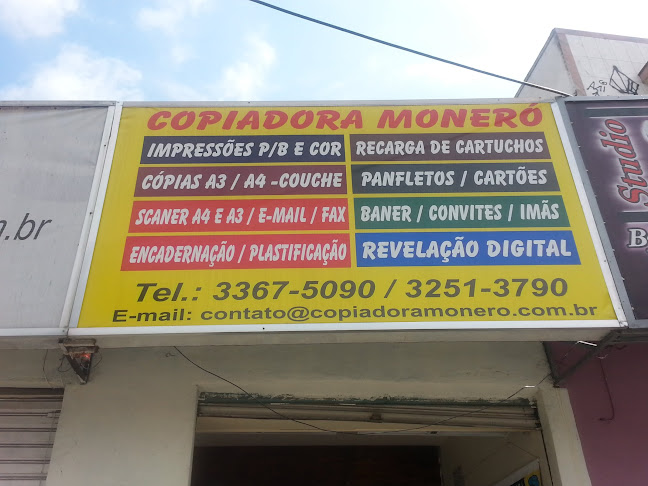 COPIADORA MONERÓ
IMPRESSÕES P/B E COR
RECARGA DE CARTUCHOS
CÓPIAS A3 / A4 -COUCHE
PANFLETOS / CARTÕES
SCANER A4 E A3 / E-MAIL / FAX
BANER / CONVITES / IMÃS
ENCADERNAÇÃO / PLASTIFICAÇÃO
REVELAÇÃO DIGITAL
Tel.: 3367-5090 / 3251-3790
E-mail: contato@copiadoramonero.com.br
.br
Studio